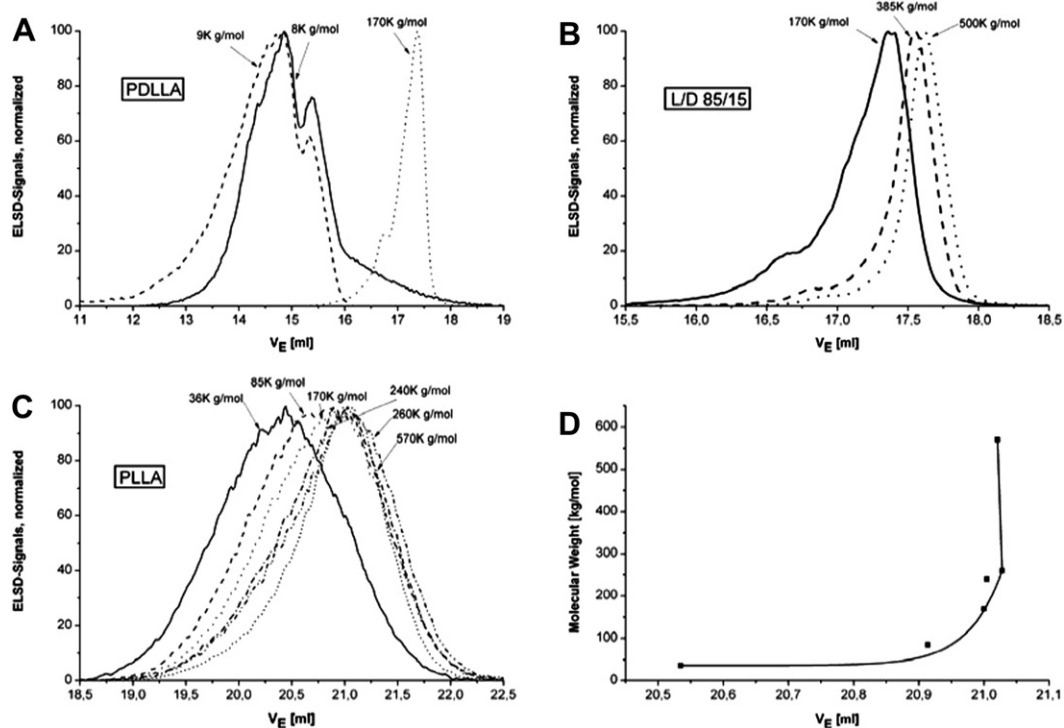 A
PDLLA
9K g/mol
8K g/mol
170K g/mol
ELSD-Signals, normalized
100
80
60
40
20
0
11 12 13 14 15 16 17 18 19
V_E [ml]
B
L/D 85/15
170K g/mol
385K g/mol
500K g/mol
ELSD-Signals, normalized
100
80
60
40
20
0
15,5 16,0 16,5 17,0 17,5 18,0 18,5
V_E [ml]
C
PLLA
36K g/mol
85K g/mol
170K g/mol
240K g/mol
260K g/mol
570K g/mol
ELSD-Signals, normalized
100
80
60
40
20
0
18,5 19,0 19,5 20,0 20,5 21,0 21,5 22,0 22,5
V_E [ml]
D
Molecular Weight [kg/mol]
600
500
400
300
200
100
0
20,5 20,6 20,7 20,8 20,9 21,0 21,1
V_E [ml]